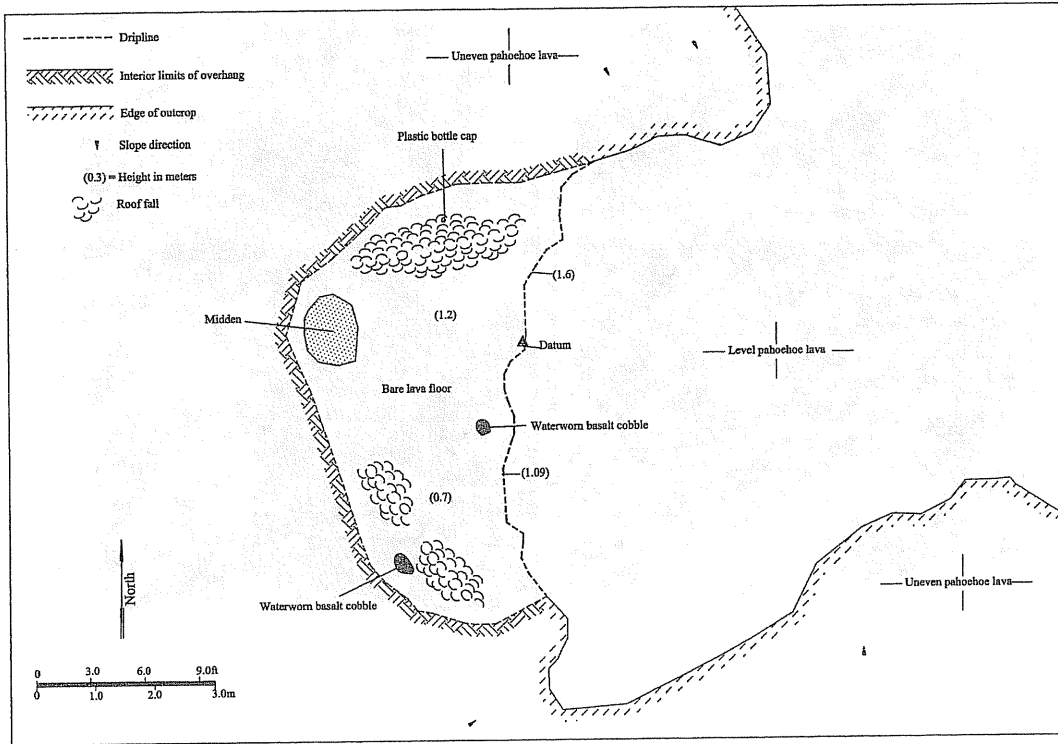 Dripline
Interior limits of overhang
Edge of outcrop
Slope direction
(0.3) = Height in meters
Roof fall
Uneven pahoehoe lava
Plastic bottle cap
(1.6)
(1.2)
Midden
Datum
Level pahoehoe lava
Bare lava floor
Waterworn basalt cobble
(1.09)
(0.7)
North
Waterworn basalt cobble
Uneven pahoehoe lava
0 3.0 6.0 9.0ft
0 1.0 2.0 3.0m